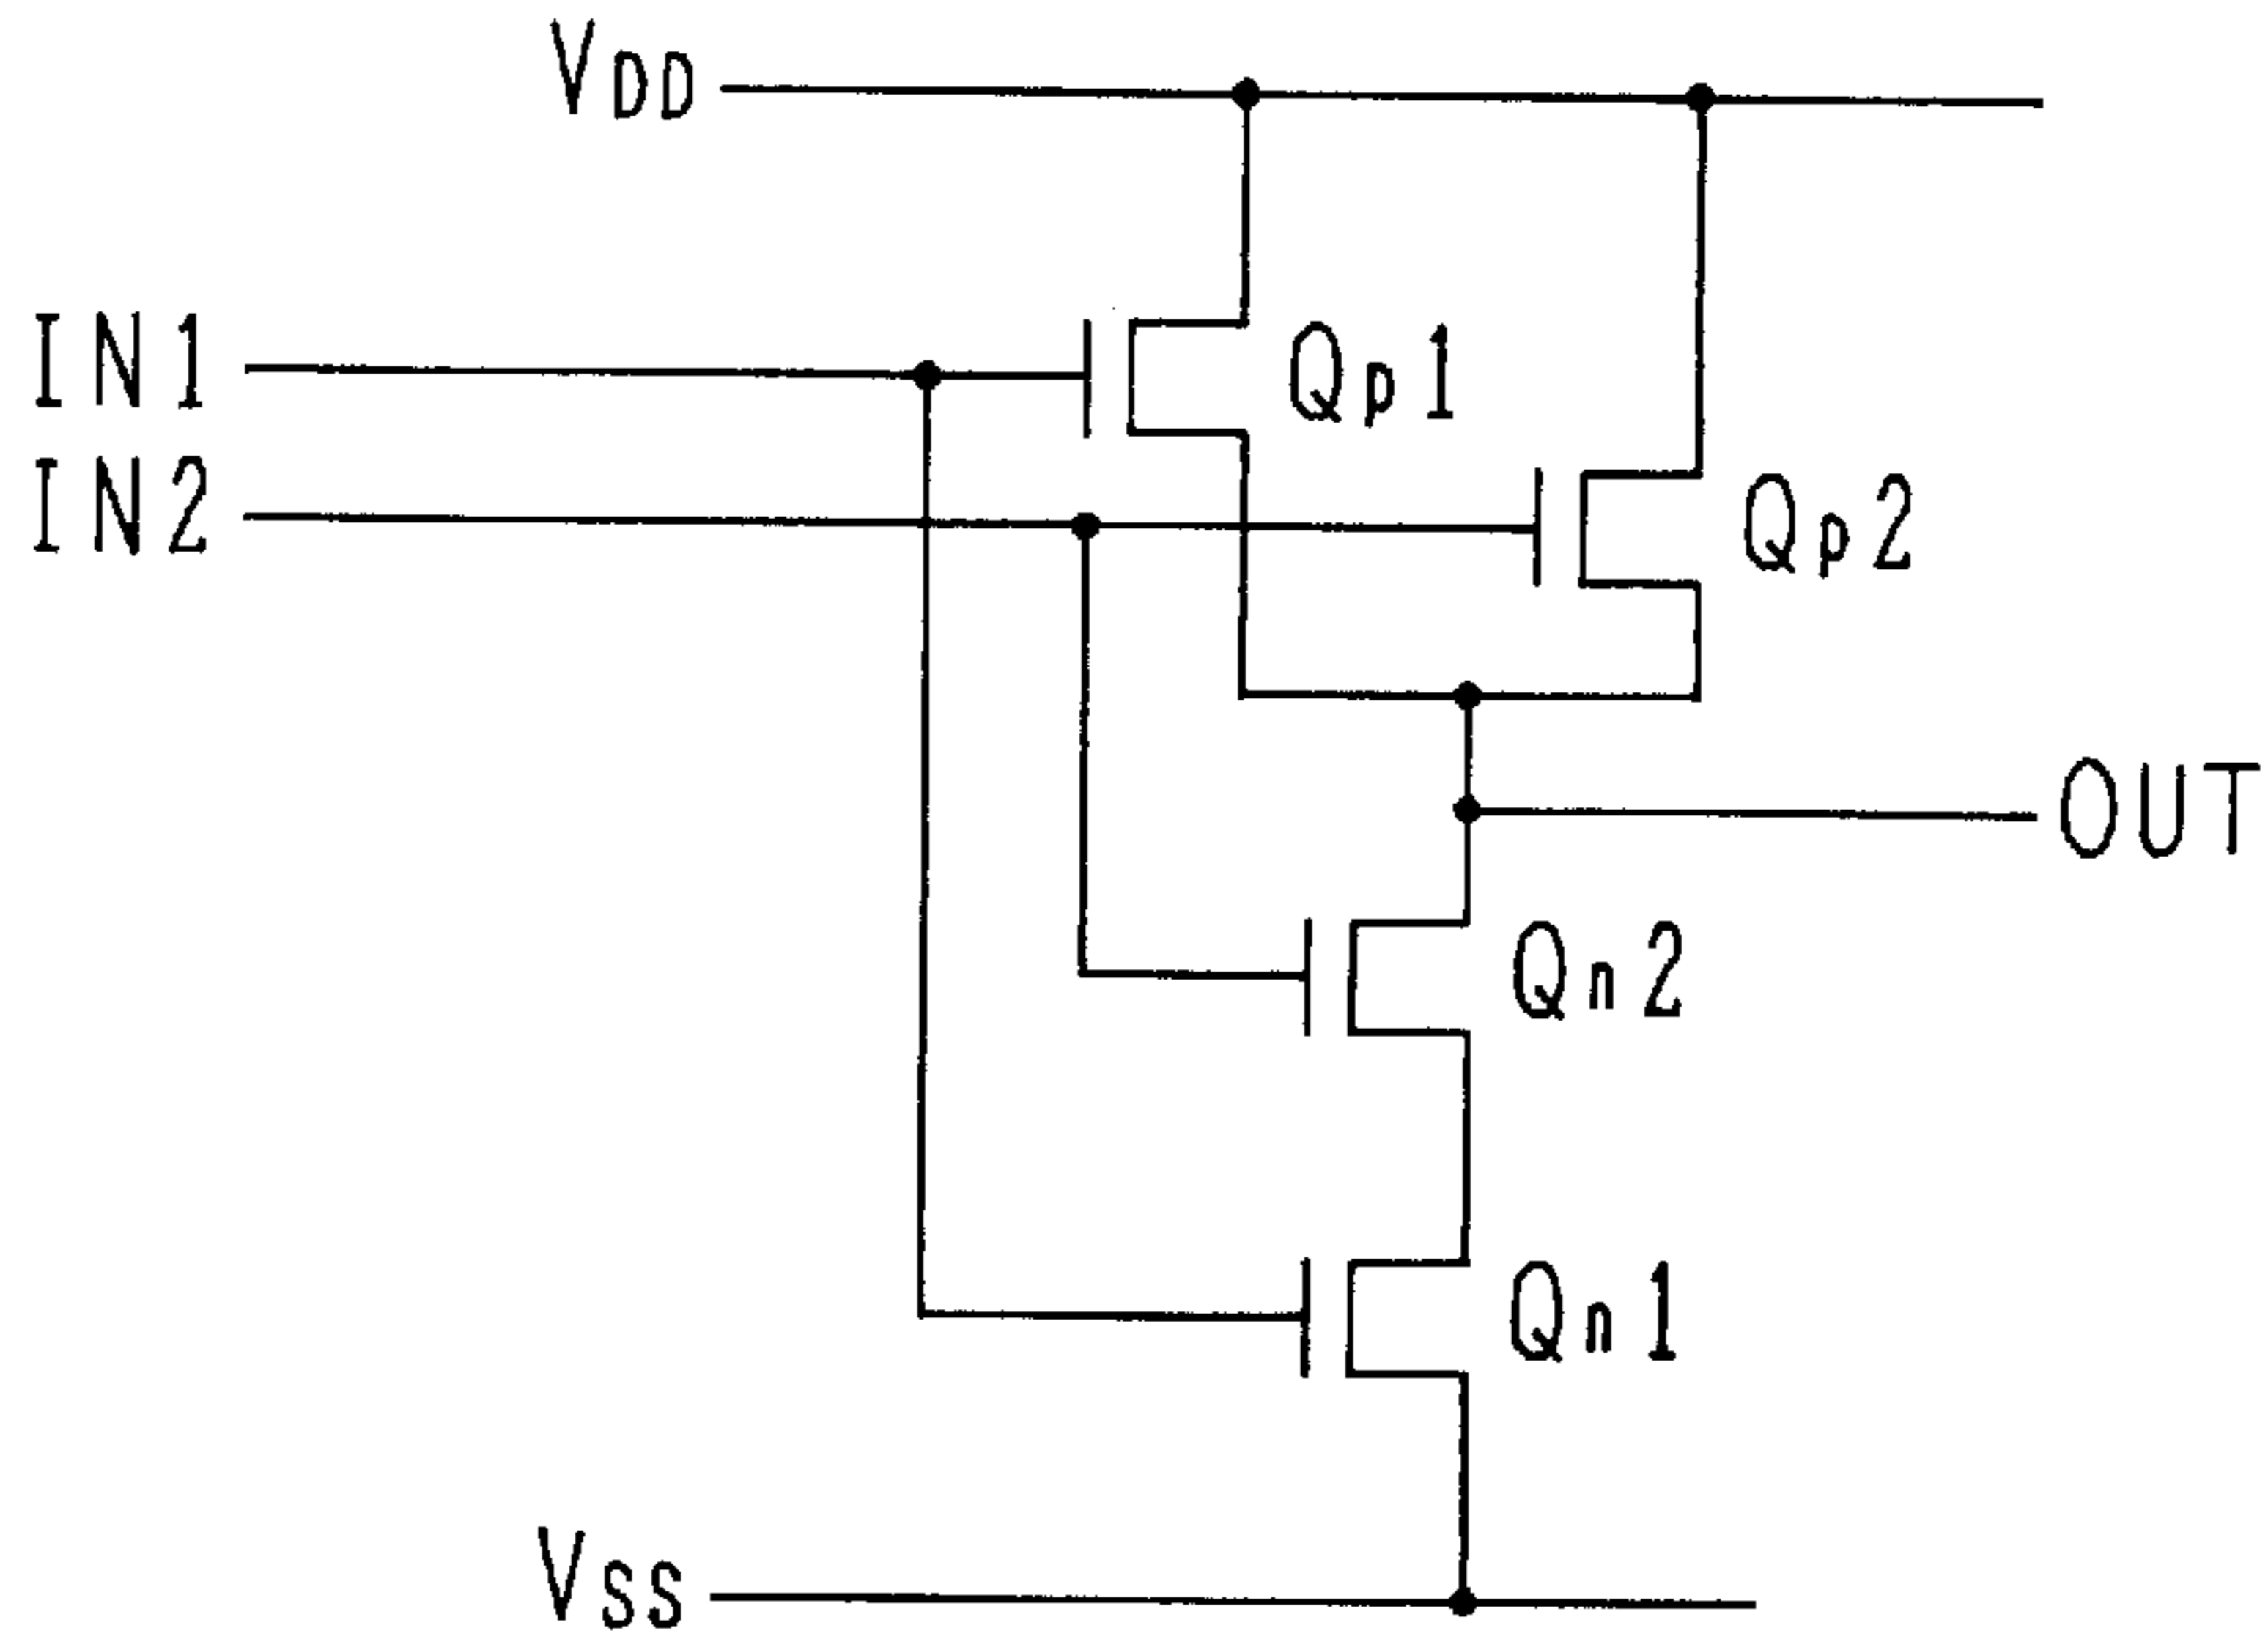 VDD
IN1
Qp1
IN2
Qp2
OUT
Qn2
Qn1
VSS